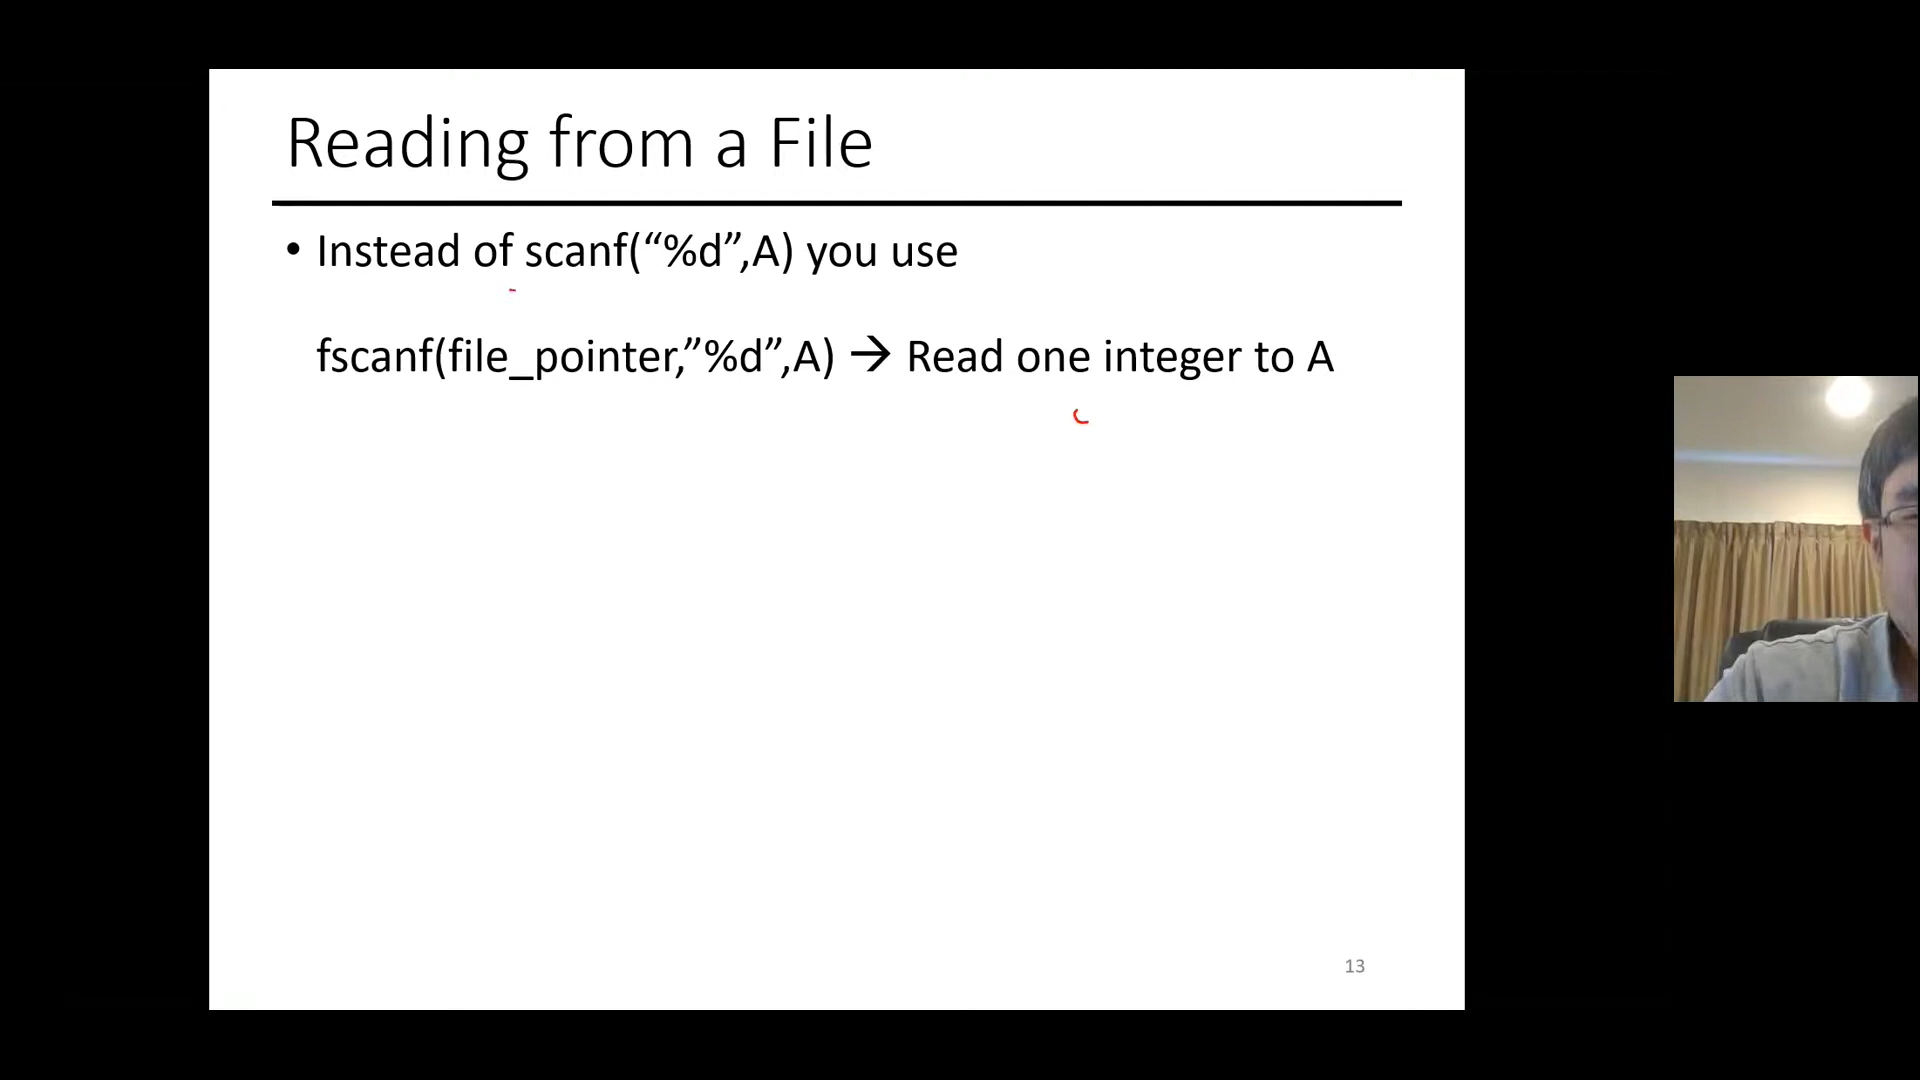 Reading from a File
• Instead of scanf(“%d”,A) you use
fscanf(file_pointer,”%d”,A) → Read one integer to A
13